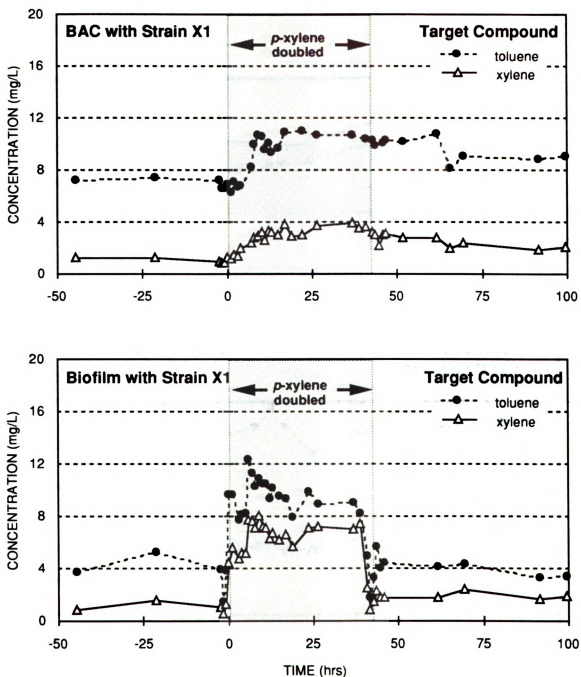 BAC with Strain X1
p-xylene
doubled
Target Compound
toluene
xylene
CONCENTRATION (mg/L)
20
16
12
8
4
0
-50
-25
0
25
50
75
100
Biofilm with Strain X1
p-xylene
doubled
Target Compound
toluene
xylene
CONCENTRATION (mg/L)
20
16
12
8
4
0
-50
-25
0
25
50
75
100
TIME (hrs)